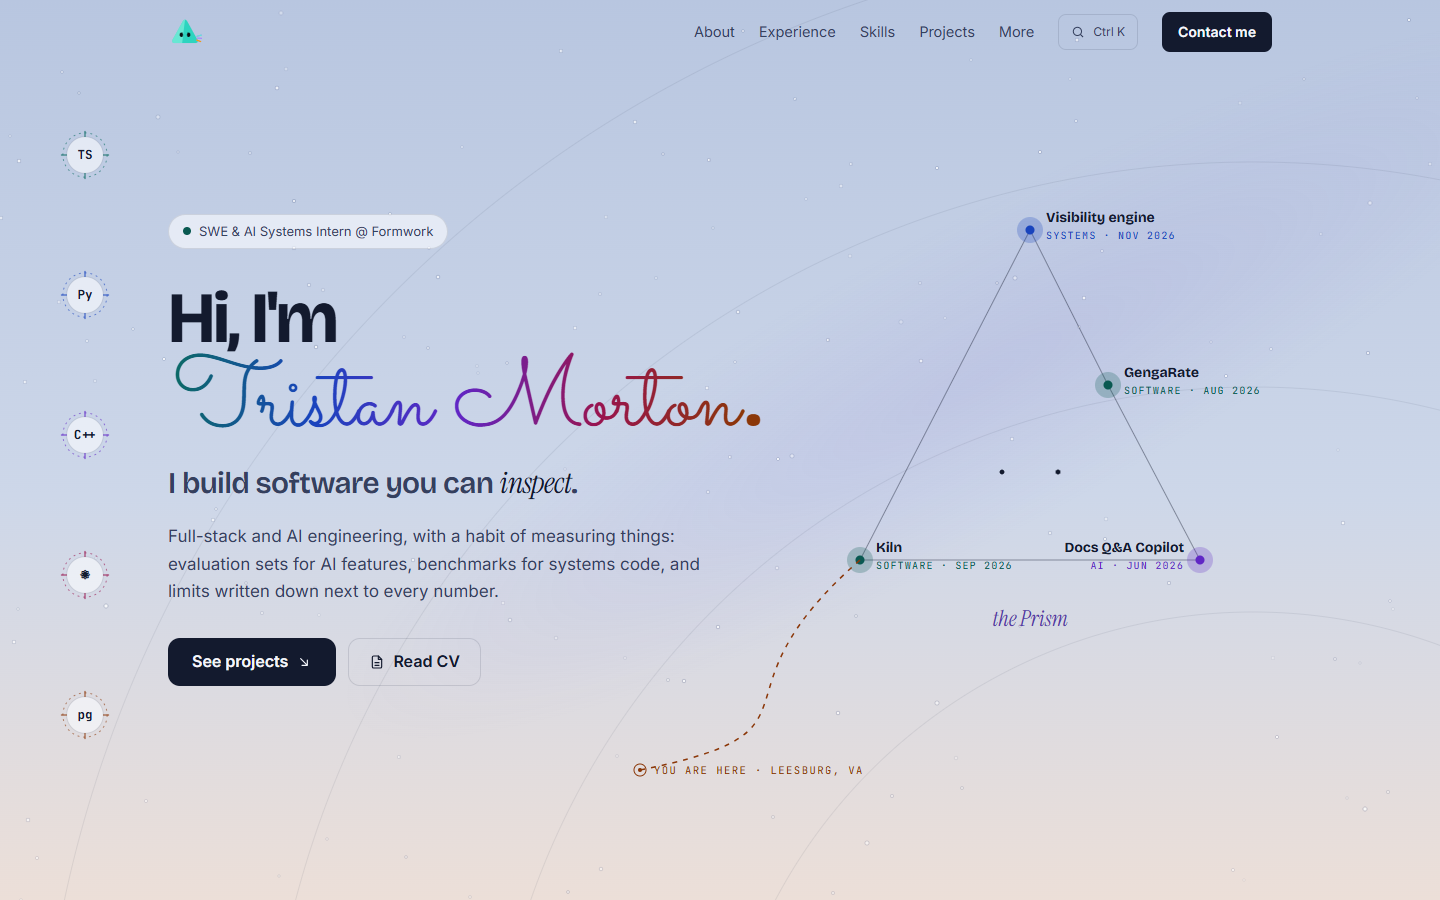 About Experience Skills Projects More Ctrl K Contact me
TS
Py
C++
pg
SWE & AI Systems Intern @ Formwork
Hi, I'm
Tristan Morton.
I build software you can inspect.
Full-stack and AI engineering, with a habit of measuring things:
evaluation sets for AI features, benchmarks for systems code, and
limits written down next to every number.
See projects
Read CV
Visibility engine
SYSTEMS · NOV 2026
GengaRate
SOFTWARE · AUG 2026
Kiln
SOFTWARE · SEP 2026
Docs Q&A Copilot
AI · JUN 2026
the Prism
YOU ARE HERE · LEESBURG, VA